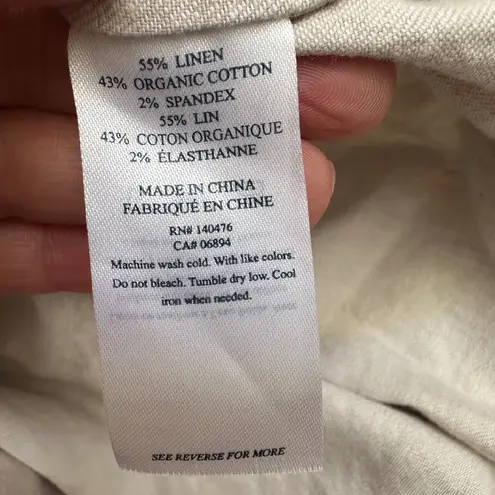 55% LINEN
43% ORGANIC COTTON
2% SPANDEX
55% LIN
43% COTON ORGANIQUE
2% ÉLASTHANNE
MADE IN CHINA
FABRIQUÉ EN CHINE
RN# 140476
CA# 06894
Machine wash cold. With like colors.
Do not bleach. Tumble dry low. Cool
iron when needed.
SEE REVERSE FOR MORE